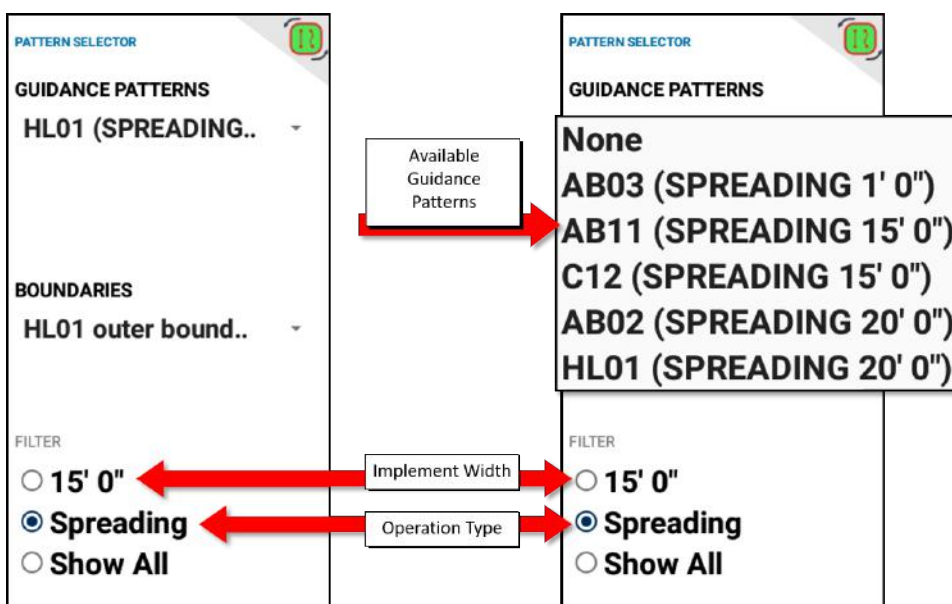 PATTERN SELECTOR
GUIDANCE PATTERNS
HL01 (SPREADING..
BOUNDARIES
HL01 outer bound..
FILTER
15' 0"
Spreading
Show All
Available
Guidance
Patterns
Implement Width
Operation Type
PATTERN SELECTOR
GUIDANCE PATTERNS
None
AB03 (SPREADING 1' 0")
AB11 (SPREADING 15' 0")
C12 (SPREADING 15' 0")
AB02 (SPREADING 20' 0")
HL01 (SPREADING 20' 0")
FILTER
15' 0"
Spreading
Show All